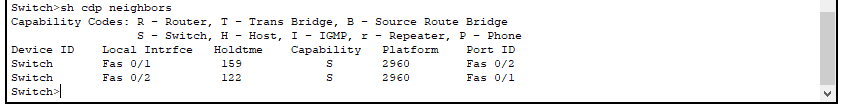 Switch>sh cdp neighbors
Capability Codes: R - Router, T - Trans Bridge, B - Source Route Bridge
S - Switch, H - Host, I - IGMP, r - Repeater, P - Phone
Device ID Local Intrfce Holdtme Capability Platform Port ID
Switch Fas 0/1 159 S 2960 Fas 0/2
Switch Fas 0/2 122 S 2960 Fas 0/1
Switch>